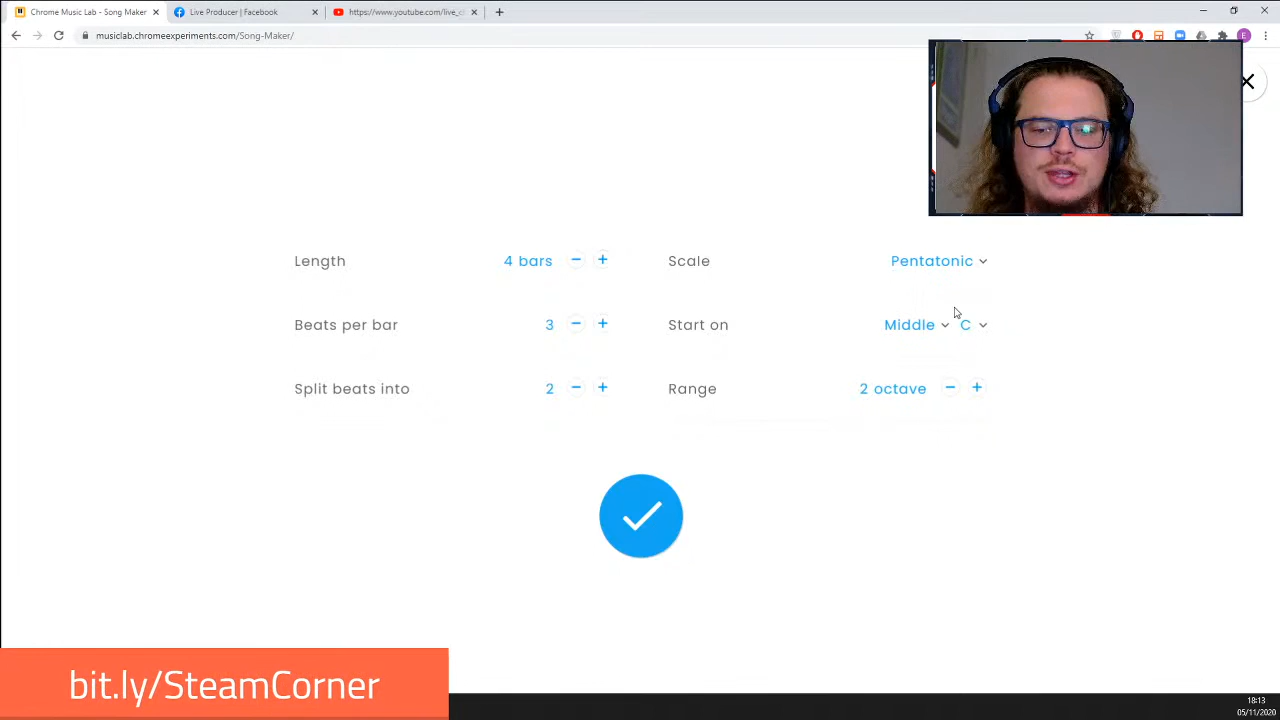 Chrome Music Lab - Song Maker
Live Producer | Facebook
https://www.youtube.com/live_c
musiclab.chromeexperiments.com/Song-Maker/
E
Length 4 bars − + Scale Pentatonic
Beats per bar 3 − + Start on Middle C
Split beats into 2 − + Range 2 octave − +
bit.ly/SteamCorner
18:13
05/11/2020